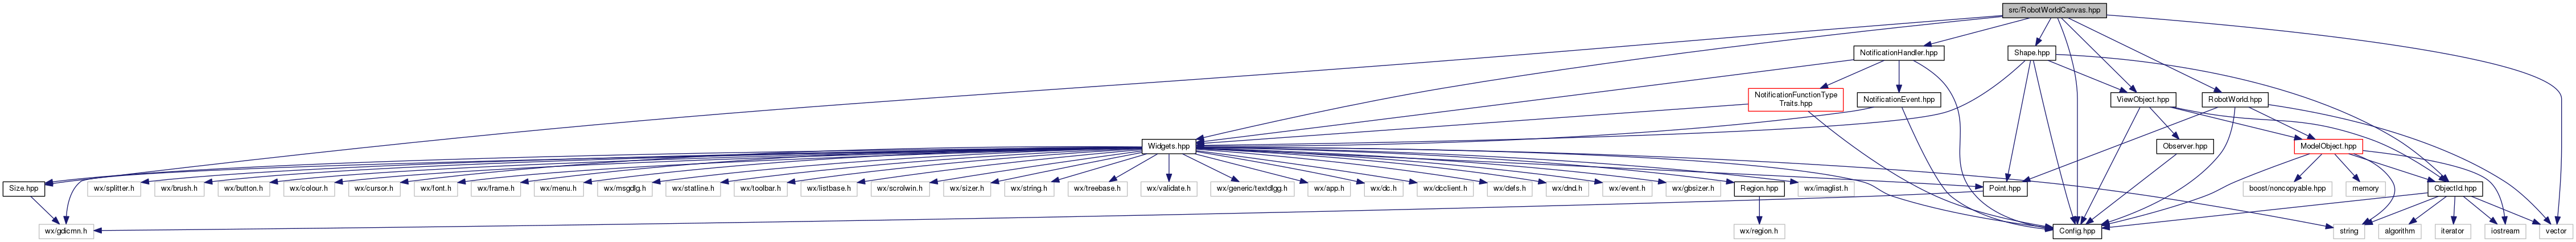 src/RobotWorldCanvas.hpp
NotificationHandler.hpp
Shape.hpp
NotificationFunctionType
Traits.hpp
NotificationEvent.hpp
ViewObject.hpp
RobotWorld.hpp
Widgets.hpp
Observer.hpp
ModelObject.hpp
Size.hpp
wx/splitter.h
wx/brush.h
wx/button.h
wx/colour.h
wx/cursor.h
wx/font.h
wx/frame.h
wx/menu.h
wx/msgdlg.h
wx/statline.h
wx/toolbar.h
wx/listbase.h
wx/scrolwin.h
wx/sizer.h
wx/string.h
wx/treebase.h
wx/validate.h
wx/generic/textdlgg.h
wx/app.h
wx/dc.h
wx/dcclient.h
wx/defs.h
wx/dnd.h
wx/event.h
wx/gbsizer.h
Region.hpp
wx/imaglist.h
Point.hpp
boost/noncopyable.hpp
memory
ObjectId.hpp
wx/gdicmn.h
wx/region.h
Config.hpp
string
algorithm
iterator
iostream
vector